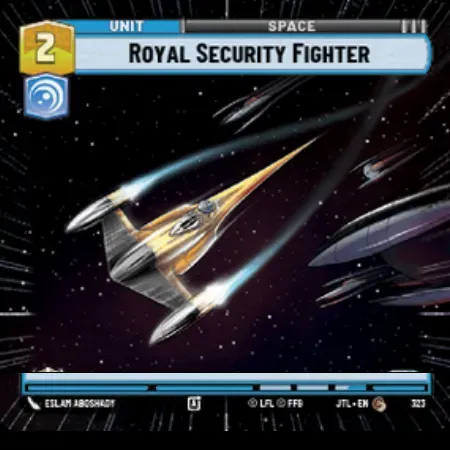 UNIT
SPACE
2
ROYAL SECURITY FIGHTER
ESLAM ABOSHADY
© LFL © FFG
JTL • EN
323